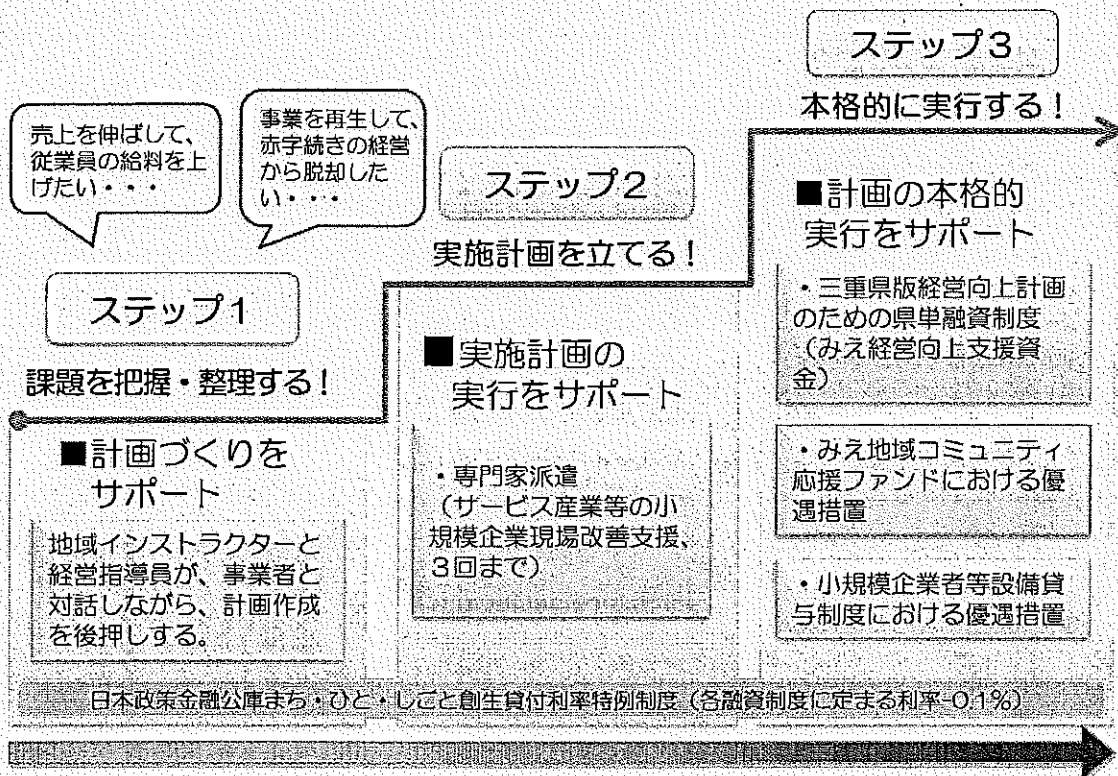 売上を伸ばして、
従業員の給料を上
げたい・・・
事業を再生して、
赤字続きの経営
から脱却した
い・・・
ステップ1
課題を把握・整理する！
■計画づくりを
サポート
地域インストラクターと
経営指導員が、事業者と
対話しながら、計画作成
を後押しする。
ステップ2
実施計画を立てる！
■実施計画の
実行をサポート
・専門家派遣
（サービス産業等の小
規模企業現場改善支援、
3回まで）
ステップ3
本格的に実行する！
■計画の本格的
実行をサポート
・三重県版経営向上計画
のための県単融資制度
（みえ経営向上支援資
金）
・みえ地域コミュニティ
応援ファンドにおける優
遇措置
・小規模企業者等設備貸
与制度における優遇措置
日本政策金融公庫まち・ひと・しごと創生貸付利率特例制度（各融資制度に定まる利率-0.1%）